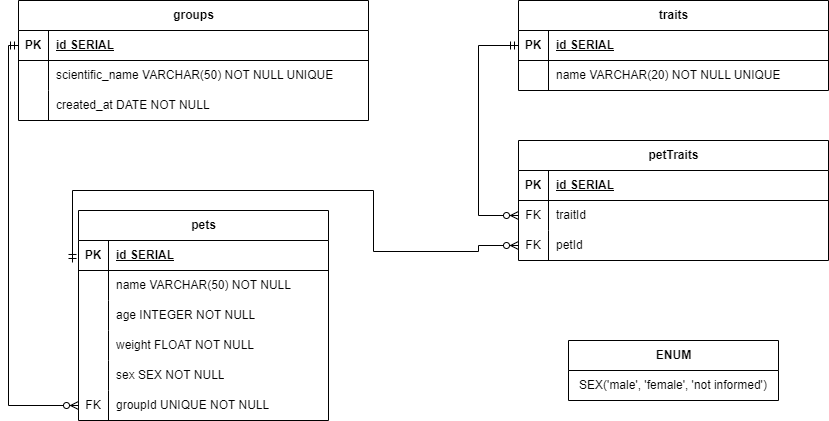 groups
PK id SERIAL
scientific_name VARCHAR(50) NOT NULL UNIQUE
created_at DATE NOT NULL
traits
PK id SERIAL
name VARCHAR(20) NOT NULL UNIQUE
petTraits
PK id SERIAL
FK traitId
FK petId
pets
PK id SERIAL
name VARCHAR(50) NOT NULL
age INTEGER NOT NULL
weight FLOAT NOT NULL
sex SEX NOT NULL
FK groupId UNIQUE NOT NULL
ENUM
SEX('male', 'female', 'not informed')